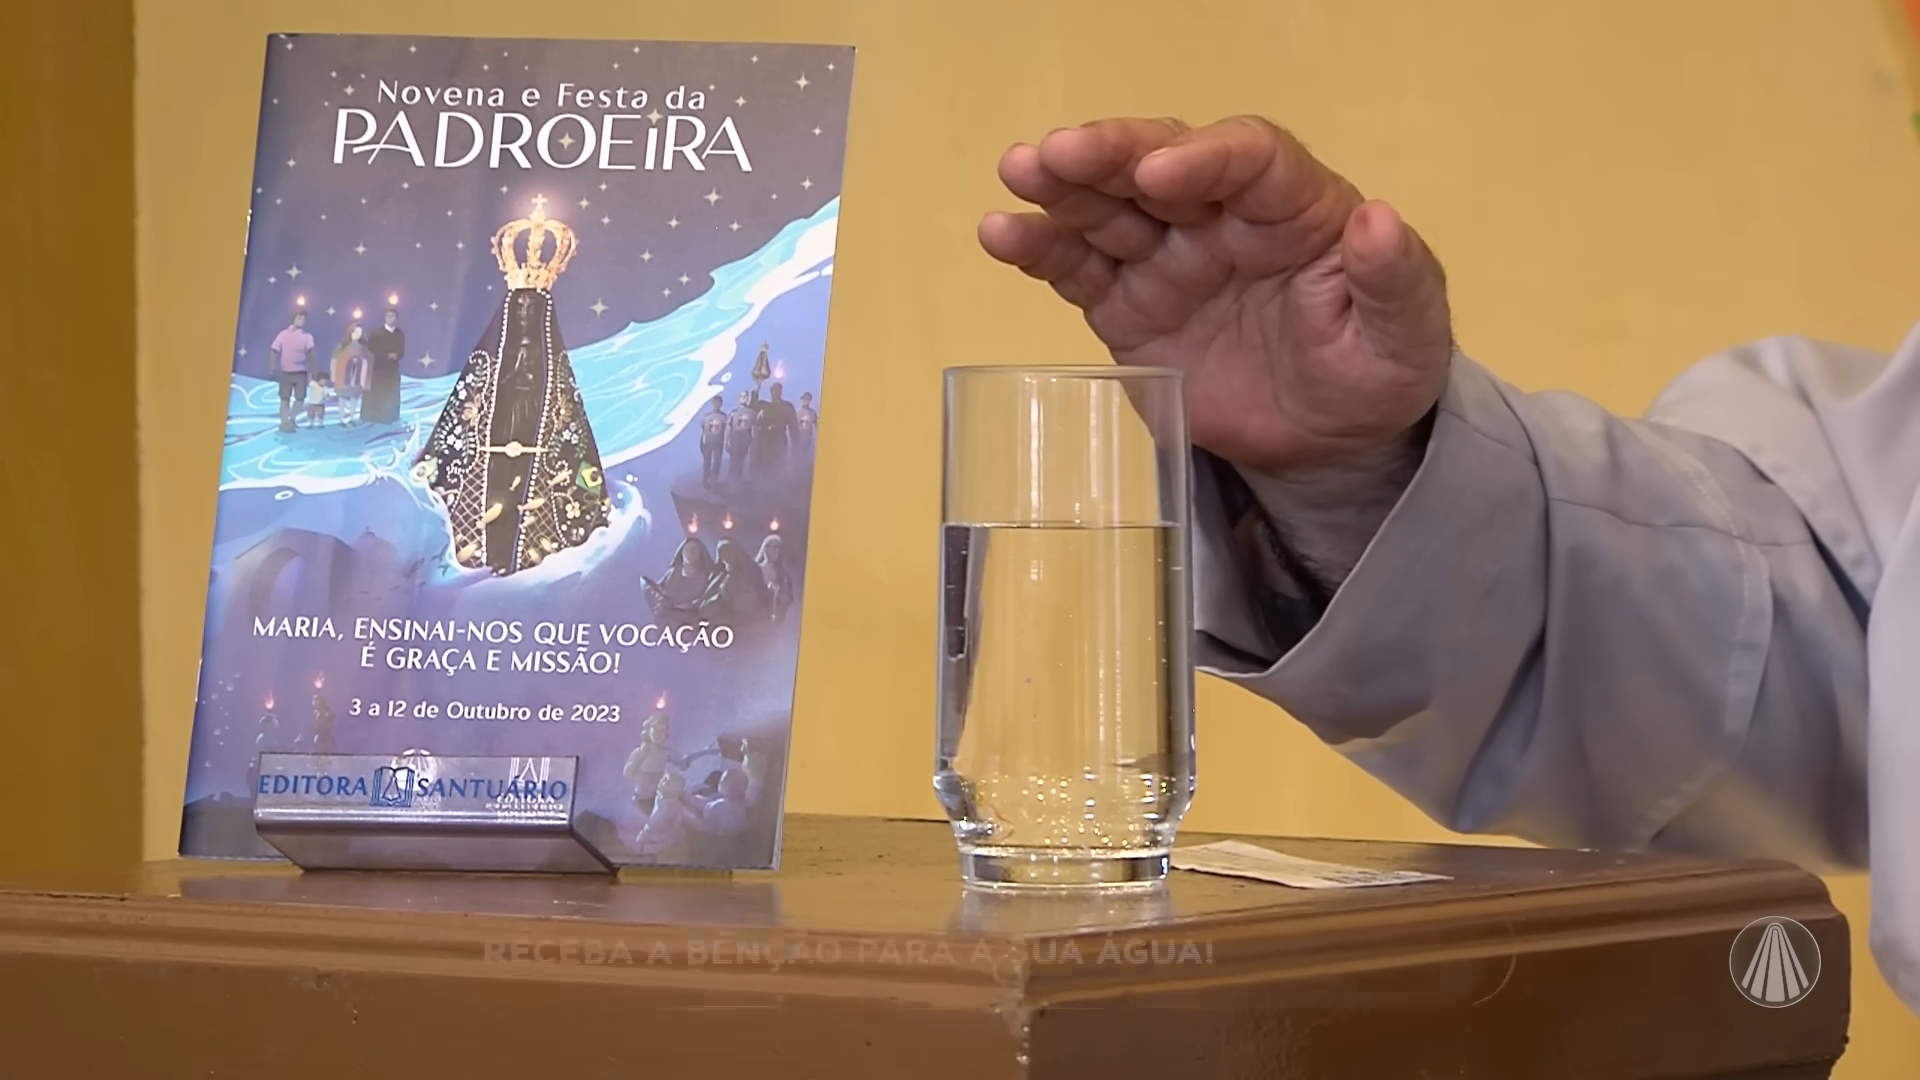 Novena e Festa da
PADROEiRA
MARIA, ENSINAI-NOS QUE VOCAÇÃO
É GRAÇA E MISSÃO!
3 a 12 de Outubro de 2023
EDITORA SANTUÁRIO
RECEBA A BÊNÇÃO PARA A SUA ÁGUA!